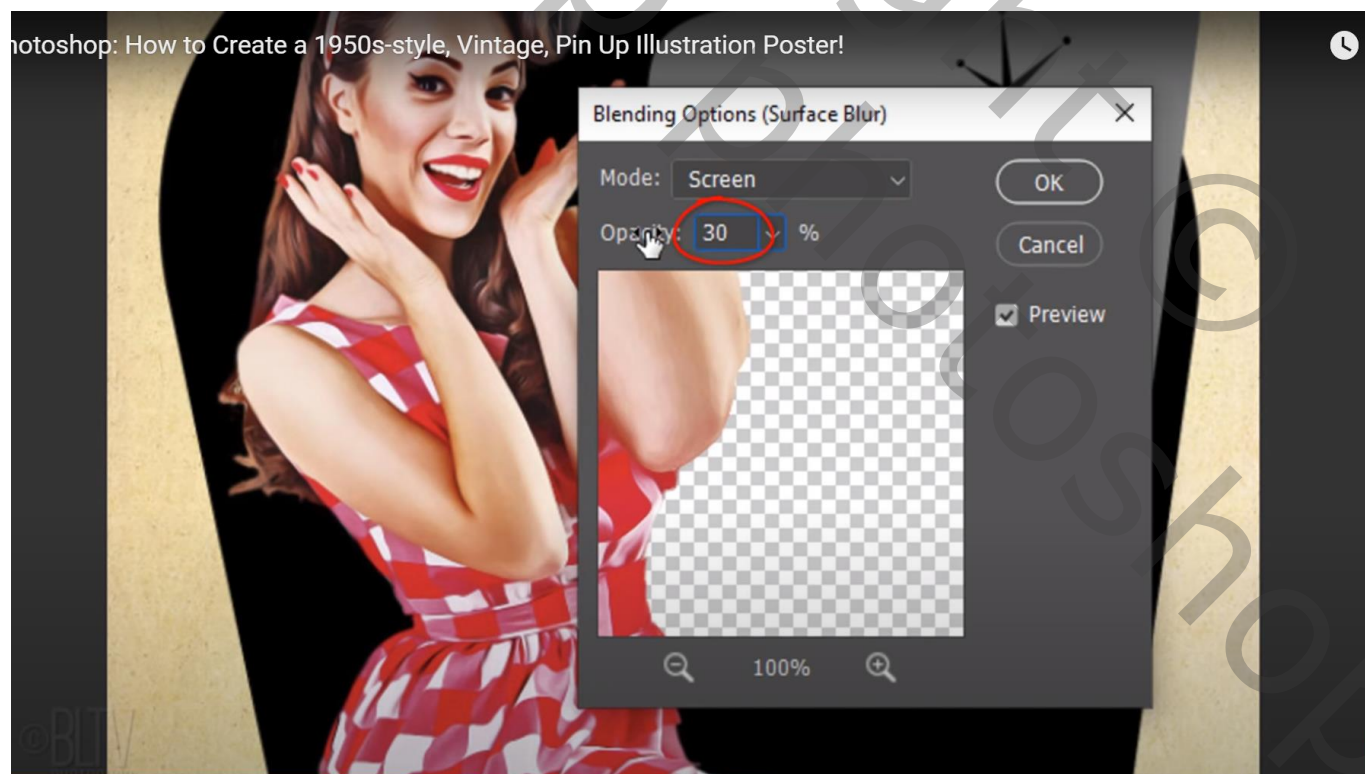 hotoshop: How to Create a 1950s-style, Vintage, Pin Up Illustration Poster!
Blending Options (Surface Blur)
Mode: Screen
OK
Opacity: 30 %
Cancel
Preview
100%
©BLTV
photoshop
©